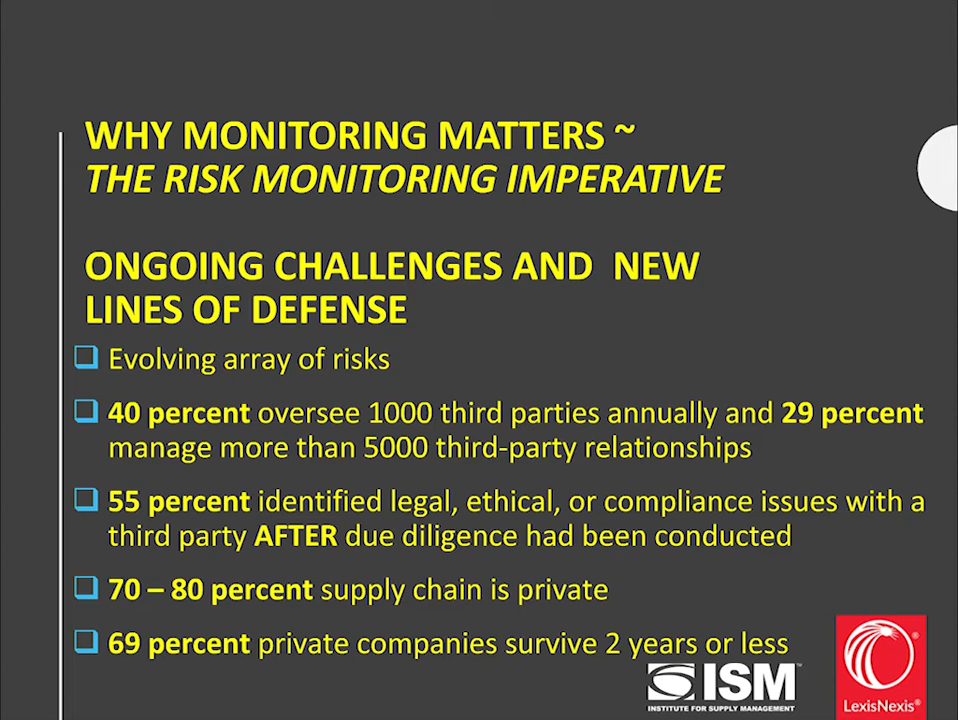 WHY MONITORING MATTERS ~
THE RISK MONITORING IMPERATIVE
ONGOING CHALLENGES AND NEW
LINES OF DEFENSE
Evolving array of risks
40 percent oversee 1000 third parties annually and 29 percent
manage more than 5000 third-party relationships
55 percent identified legal, ethical, or compliance issues with a
third party AFTER due diligence had been conducted
70 – 80 percent supply chain is private
69 percent private companies survive 2 years or less
ISM™
INSTITUTE FOR SUPPLY MANAGEMENT
LexisNexis®